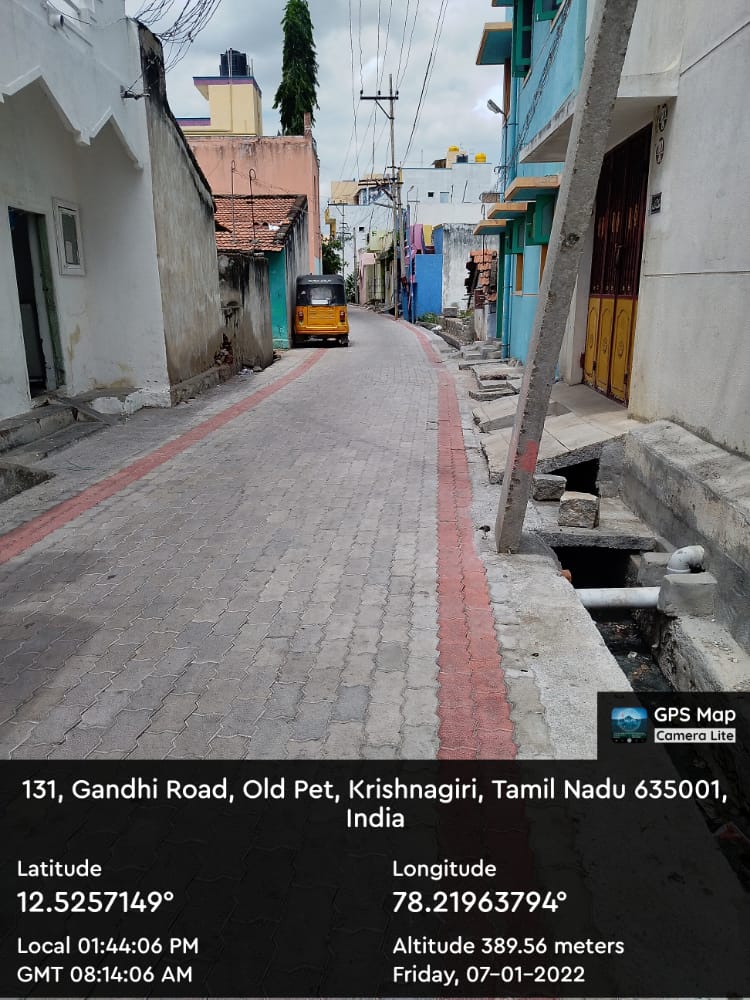 GPS Map
Camera Lite
131, Gandhi Road, Old Pet, Krishnagiri, Tamil Nadu 635001,
India
Latitude
12.5257149°
Longitude
78.21963794°
Local 01:44:06 PM
GMT 08:14:06 AM
Altitude 389.56 meters
Friday, 07-01-2022